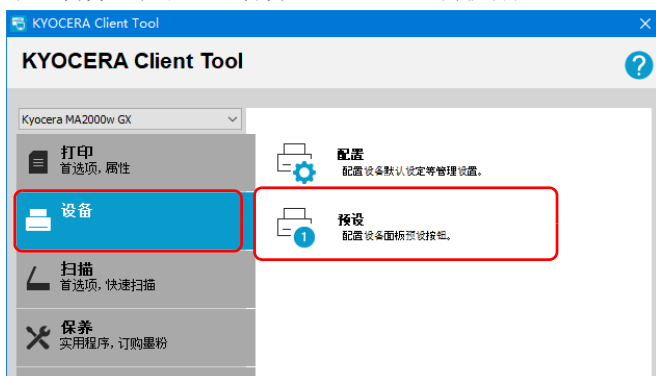 KYOCERA Client Tool
KYOCERA Client Tool
?
Kyocera MA2000w GX
打印
首选项, 属性
设备
扫描
首选项, 快速扫描
保养
实用程序, 订购墨粉
配置
配置设备默认设定等管理设置。
预设
1
配置设备面板预设按钮。